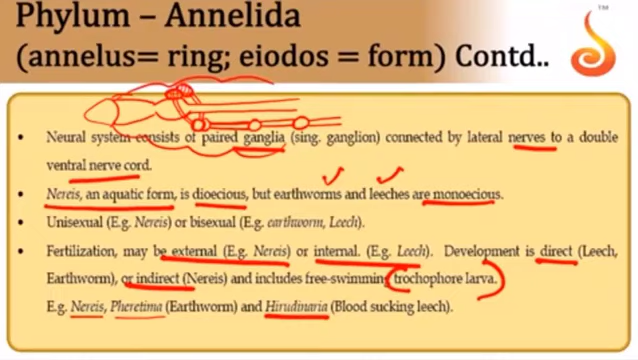 Phylum – Annelida
(annelus= ring; eiodos = form) Contd..
TM
• Neural system consists of paired ganglia (sing. ganglion) connected by lateral nerves to a double
ventral nerve cord.
• Nereis, an aquatic form, is dioecious, but earthworms and leeches are monoecious.
• Unisexual (E.g. Nereis) or bisexual (E.g. earthworm, Leech).
• Fertilization, may be external (E.g. Nereis) or internal. (E.g. Leech). Development is direct (Leech,
Earthworm), or indirect (Nereis) and includes free-swimming trochophore larva.
• E.g. Nereis, Pheretima (Earthworm) and Hirudinaria (Blood sucking leech).